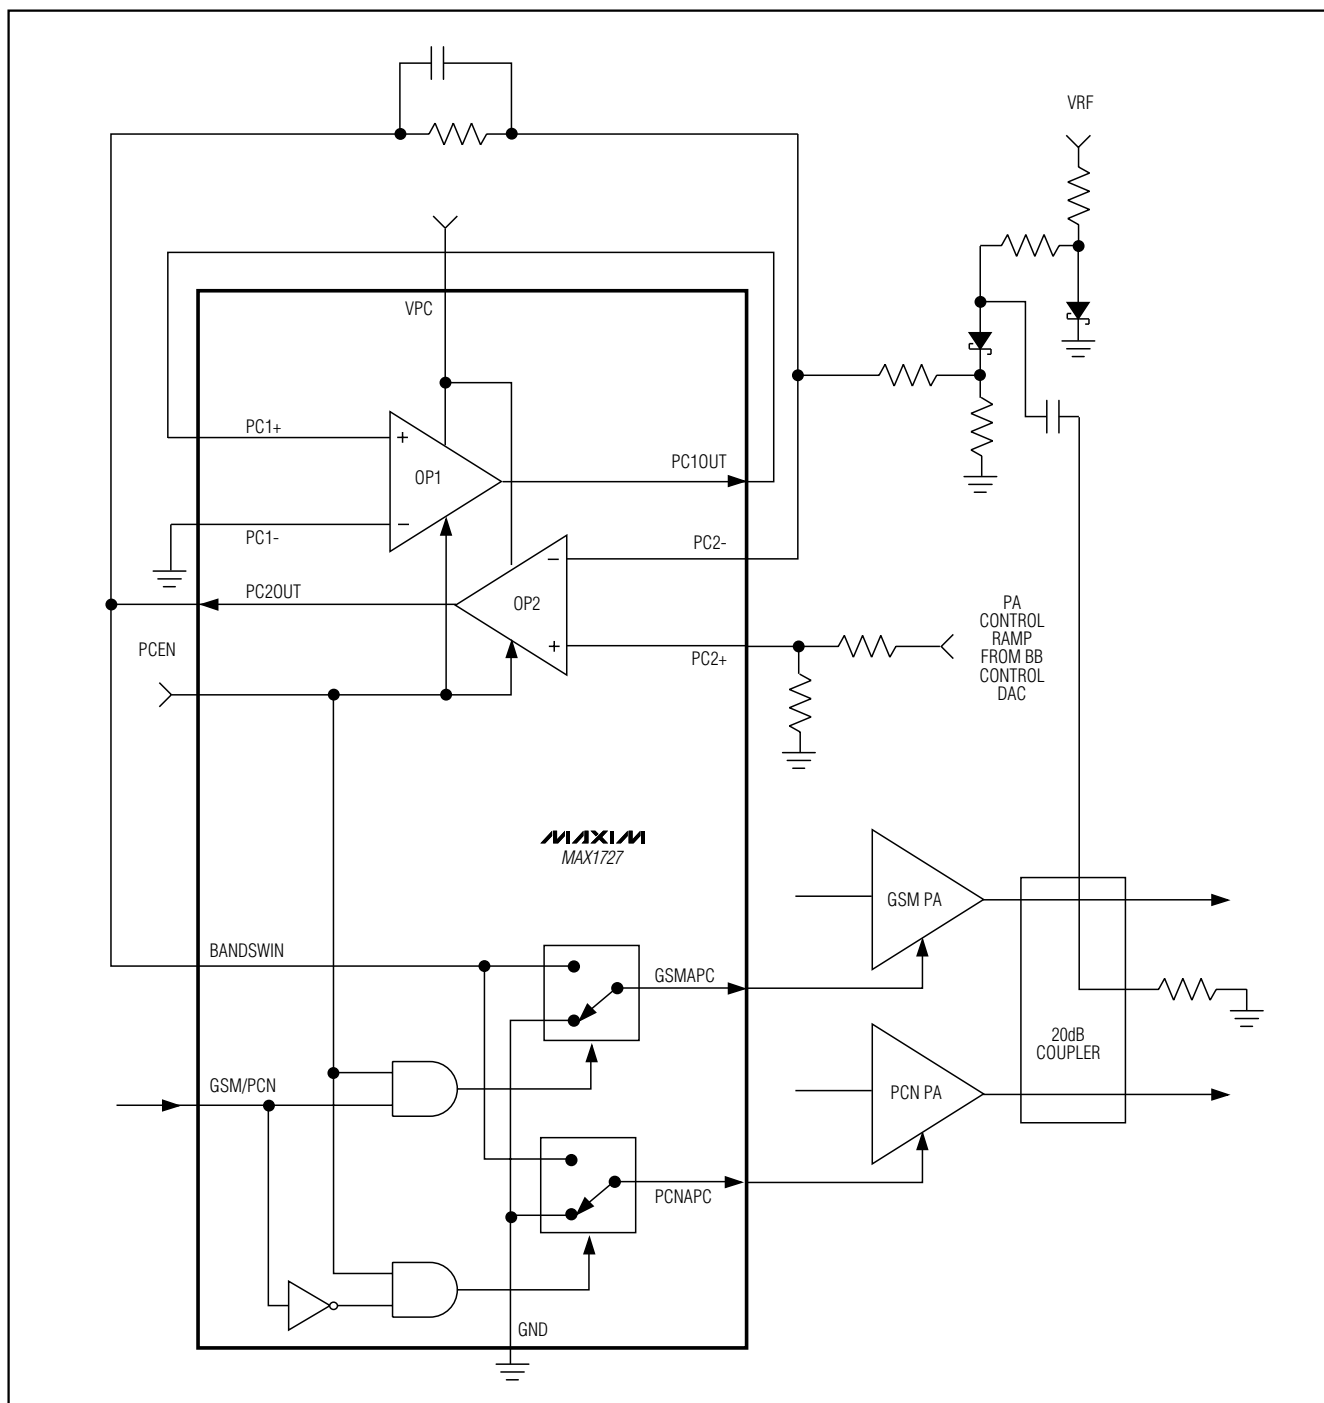 VRF
VPC
PC1+
+
OP1
PC1OUT
−
PC1-
PC2-
−
PC2OUT
OP2
PCEN
+
PC2+
PA
CONTROL
RAMP
FROM BB
CONTROL
DAC
MAXIM
MAX1727
GSM PA
BANDSWIN
GSMAPC
20dB
COUPLER
GSM/PCN
PCN PA
PCNAPC
GND